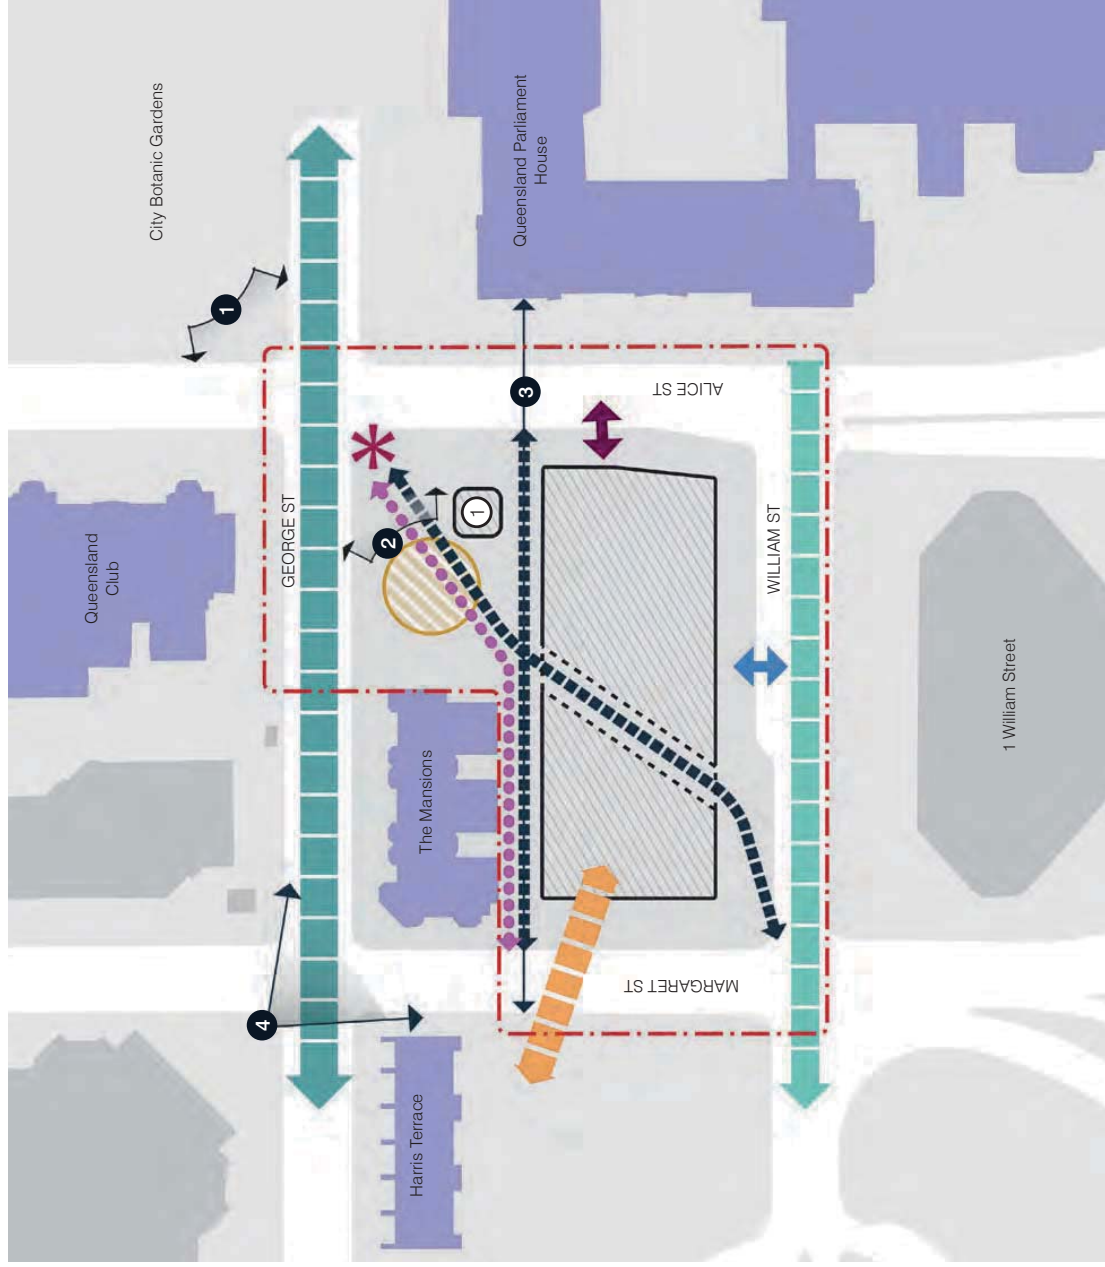 City Botanic Gardens
Queensland Parliament
House
1
3
ALICE ST
GEORGE ST
2
1
Queensland
Club
WILLIAM ST
The Mansions
1 William Street
4
MARGARET ST
Harris Terrace